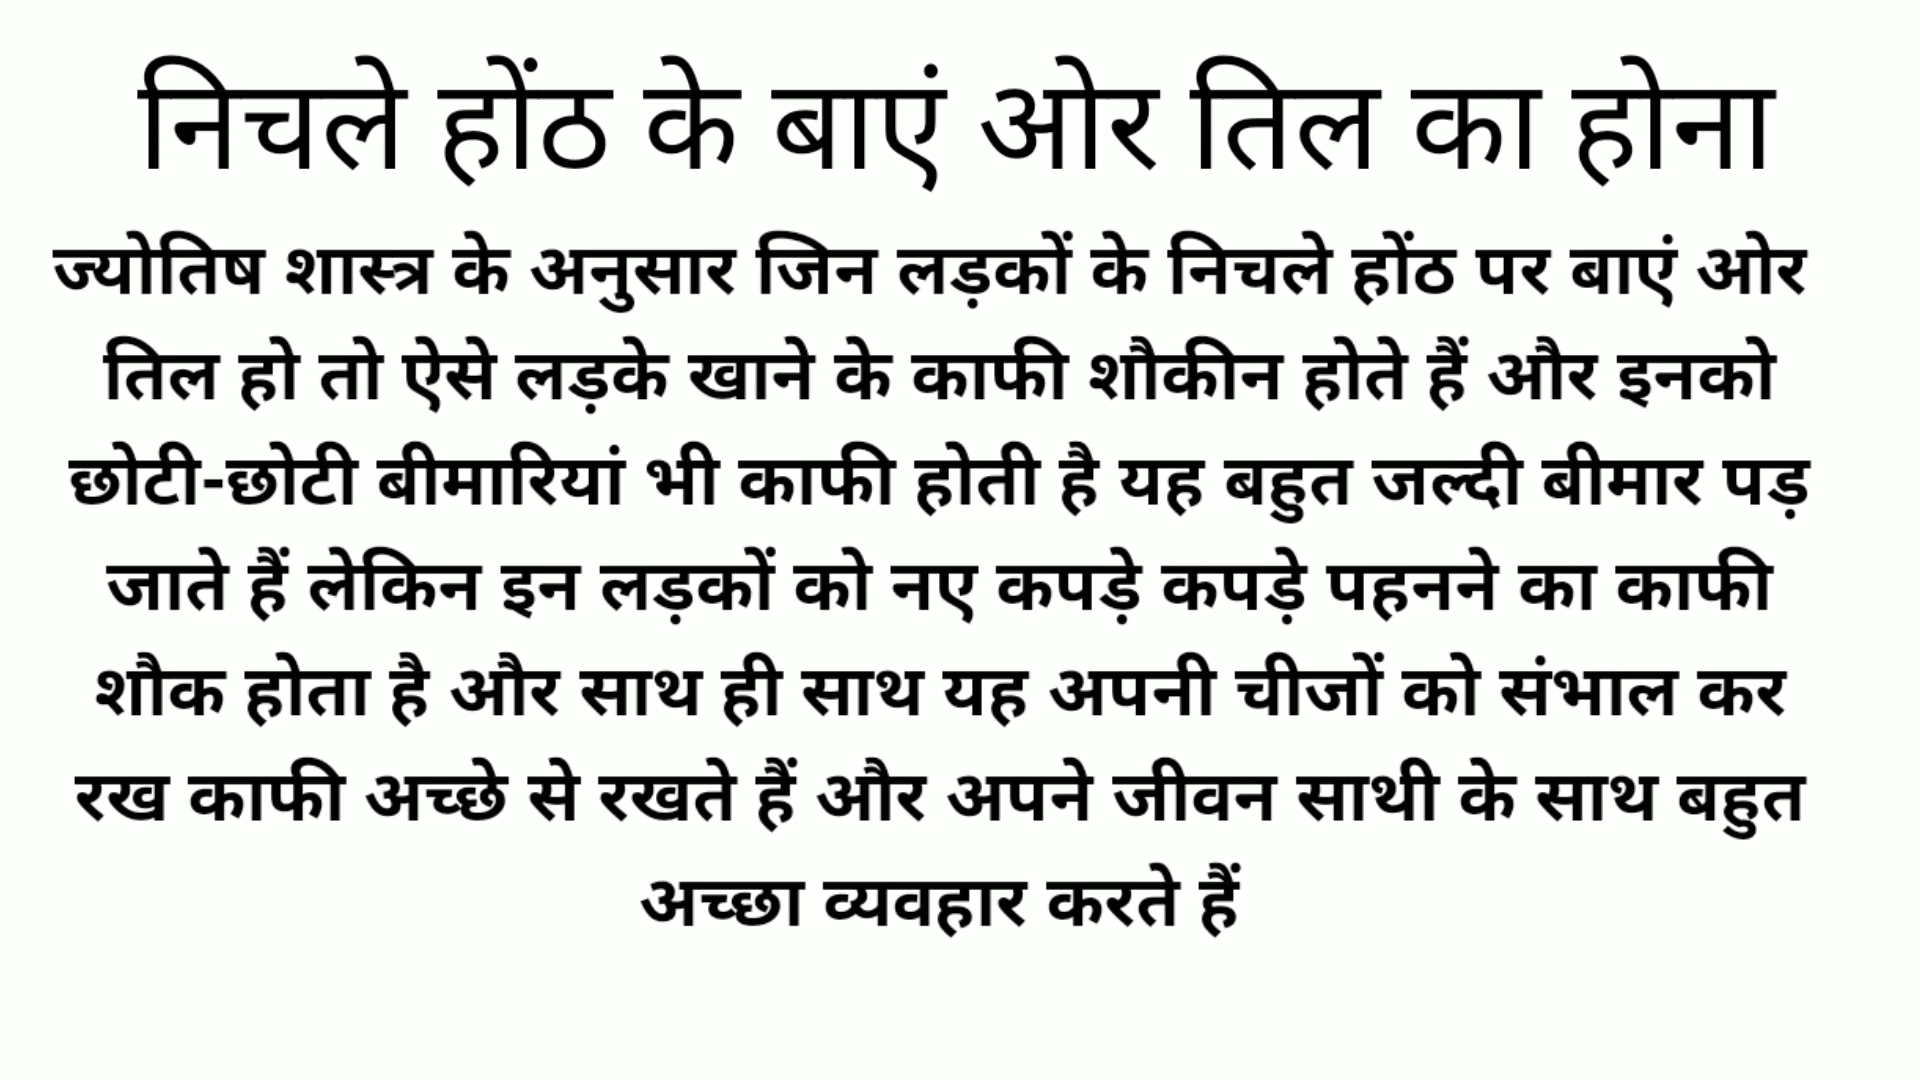 निचले होंठ के बाएं ओर तिल का होना
ज्योतिष शास्त्र के अनुसार जिन लड़कों के निचले होंठ पर बाएं ओर
तिल हो तो ऐसे लड़के खाने के काफी शौकीन होते हैं और इनको
छोटी-छोटी बीमारियां भी काफी होती है यह बहुत जल्दी बीमार पड़
जाते हैं लेकिन इन लड़कों को नए कपड़े कपड़े पहनने का काफी
शौक होता है और साथ ही साथ यह अपनी चीजों को संभाल कर
रख काफी अच्छे से रखते हैं और अपने जीवन साथी के साथ बहुत
अच्छा व्यवहार करते हैं